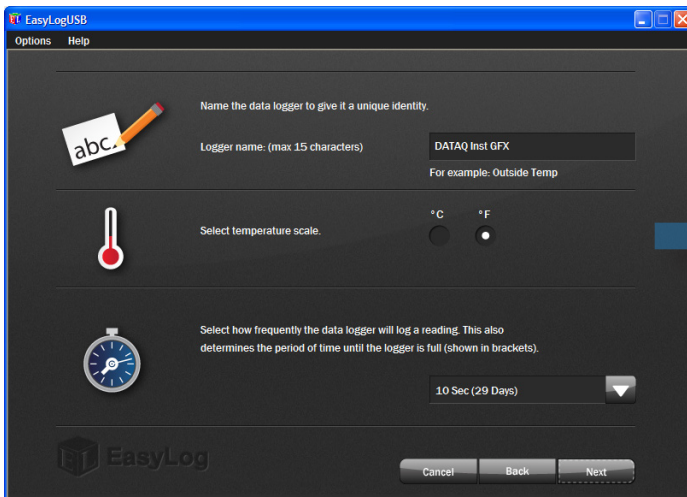 EasyLogUSB
Options Help
Name the data logger to give it a unique identity.
abc
Logger name: (max 15 characters)
DATAQ Inst GFX
For example: Outside Temp
°C °F
Select temperature scale.
Select how frequently the data logger will log a reading. This also
determines the period of time until the logger is full (shown in brackets).
10 Sec (29 Days)
EasyLog
Cancel Back Next